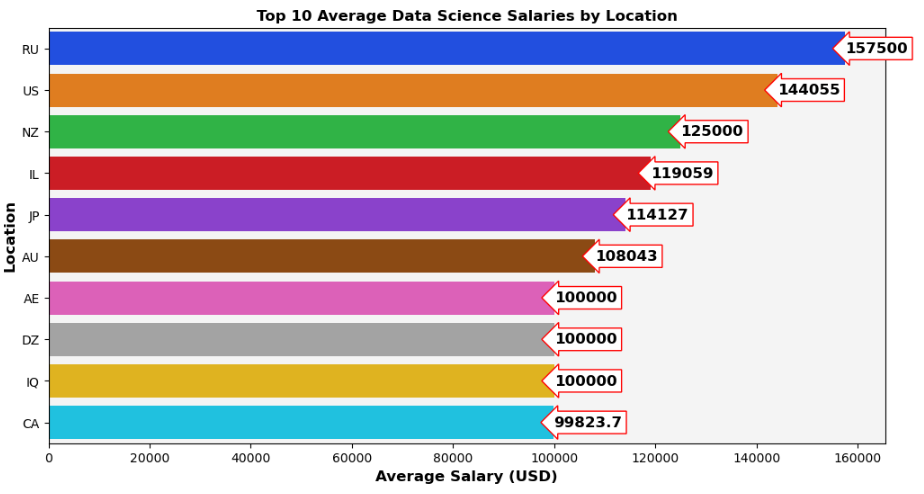 Top 10 Average Data Science Salaries by Location
RU 157500
US 144055
NZ 125000
IL 119059
JP 114127
AU 108043
AE 100000
DZ 100000
IQ 100000
CA 99823.7
Location
0 20000 40000 60000 80000 100000 120000 140000 160000
Average Salary (USD)